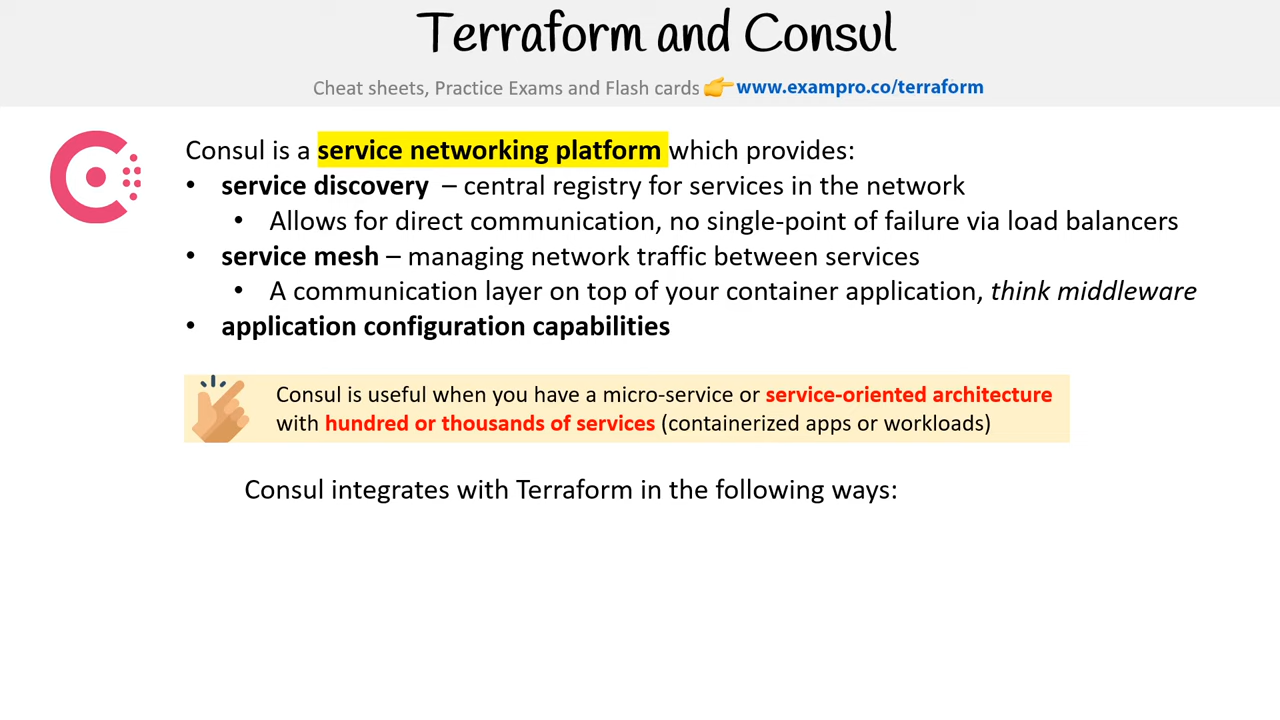 Terraform and Consul
Cheat sheets, Practice Exams and Flash cards 👉 www.exampro.co/terraform
Consul is a service networking platform which provides:
• service discovery – central registry for services in the network
• Allows for direct communication, no single-point of failure via load balancers
• service mesh – managing network traffic between services
• A communication layer on top of your container application, think middleware
• application configuration capabilities
Consul is useful when you have a micro-service or service-oriented architecture
with hundred or thousands of services (containerized apps or workloads)
Consul integrates with Terraform in the following ways: